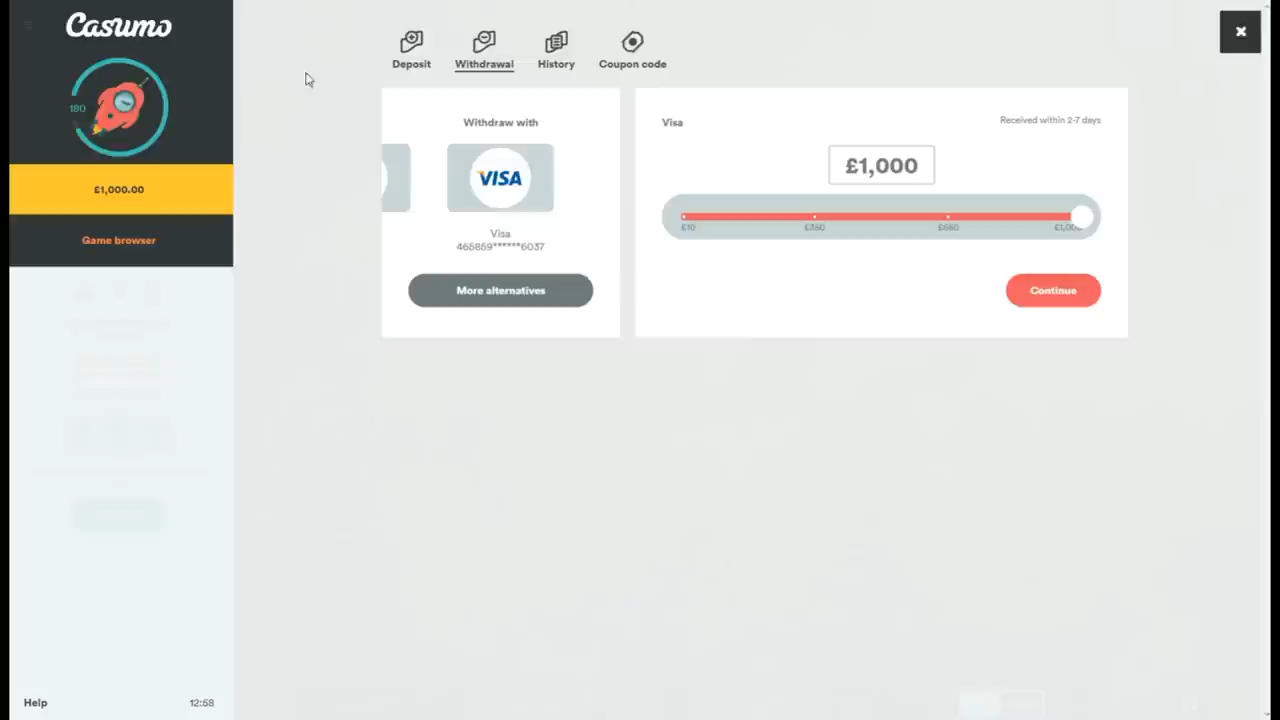 Casumo
180
£1,000.00
Game browser
Help
12:58
Deposit
Withdrawal
History
Coupon code
Withdraw with
VISA
Visa
465859******6037
More alternatives
Visa
Received within 2-7 days
£1,000
£10
Continue